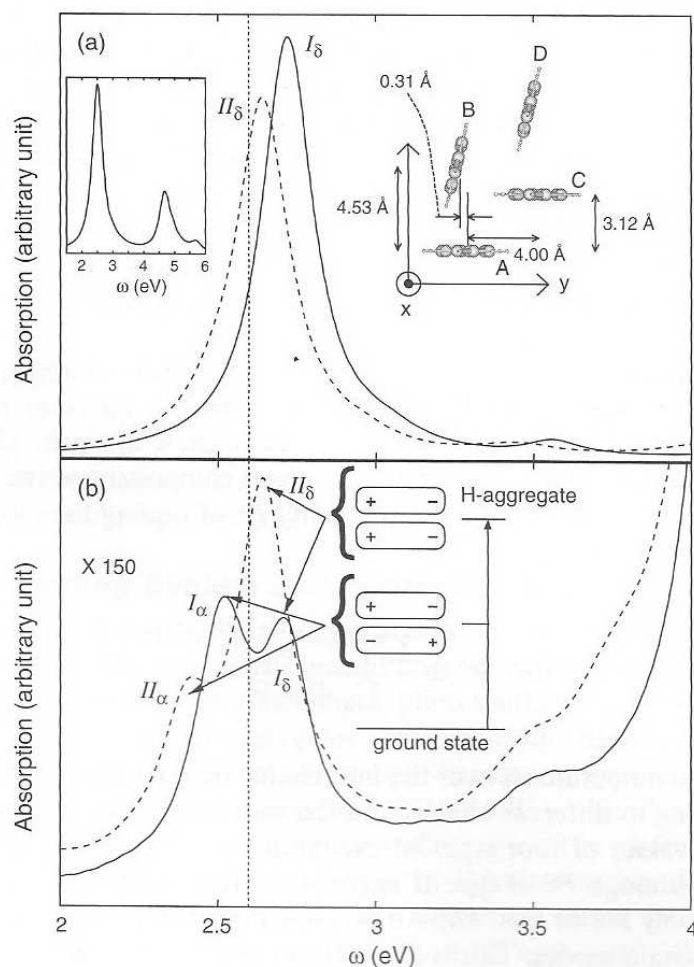 (a)
I_δ
II_δ
D
0.31 Å
B
C
4.53 Å
3.12 Å
4.00 Å
A
x
y
2 3 4 5 6
ω (eV)
Absorption (arbitrary unit)
(b)
X 150
II_δ
H-aggregate
+ −
+ −
I_α
+ −
− +
II_α
I_δ
ground state
Absorption (arbitrary unit)
2 2.5 3 3.5 4
ω (eV)